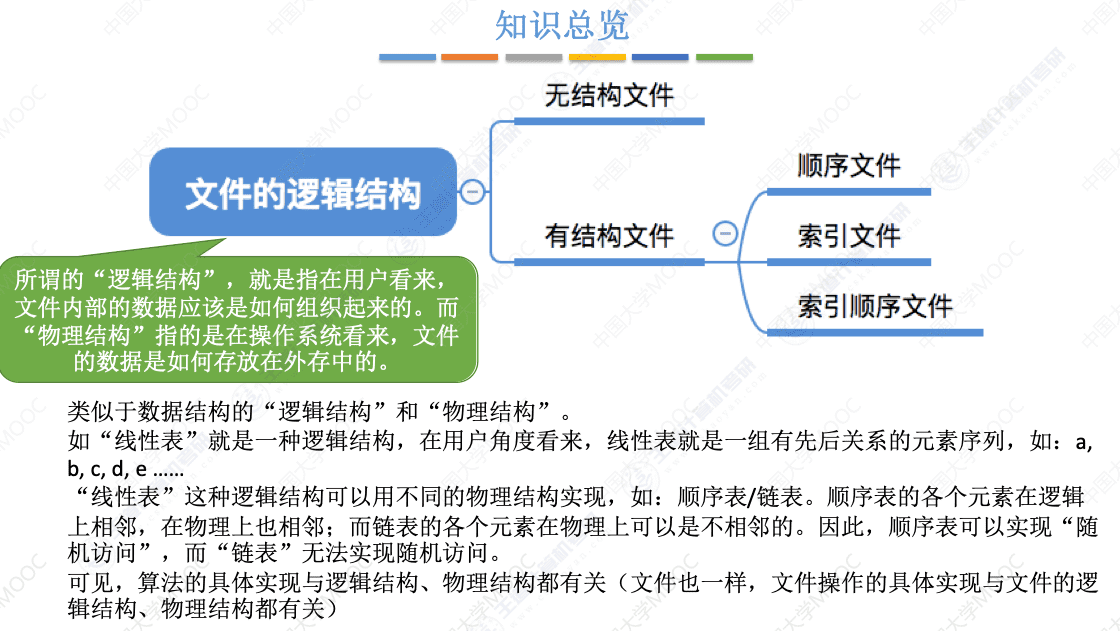 知识总览
无结构文件
顺序文件
文件的逻辑结构
有结构文件
索引文件
索引顺序文件
所谓的“逻辑结构”，就是指在用户看来，
文件内部的数据应该是如何组织起来的。而
“物理结构”指的是在操作系统看来，文件
的数据是如何存放在外存中的。
类似于数据结构的“逻辑结构”和“物理结构”。
如“线性表”就是一种逻辑结构，在用户角度看来，线性表就是一组有先后关系的元素序列，如：a,
b, c, d, e ......
“线性表”这种逻辑结构可以用不同的物理结构实现，如：顺序表/链表。顺序表的各个元素在逻辑
上相邻，在物理上也相邻；而链表的各个元素在物理上可以是不相邻的。因此，顺序表可以实现“随
机访问”，而“链表”无法实现随机访问。
可见，算法的具体实现与逻辑结构、物理结构都有关（文件也一样，文件操作的具体实现与文件的逻
辑结构、物理结构都有关）
中国大学MOOC